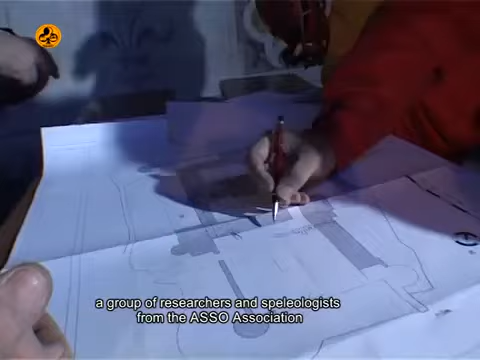 a group of researchers and speleologists
from the ASSO Association